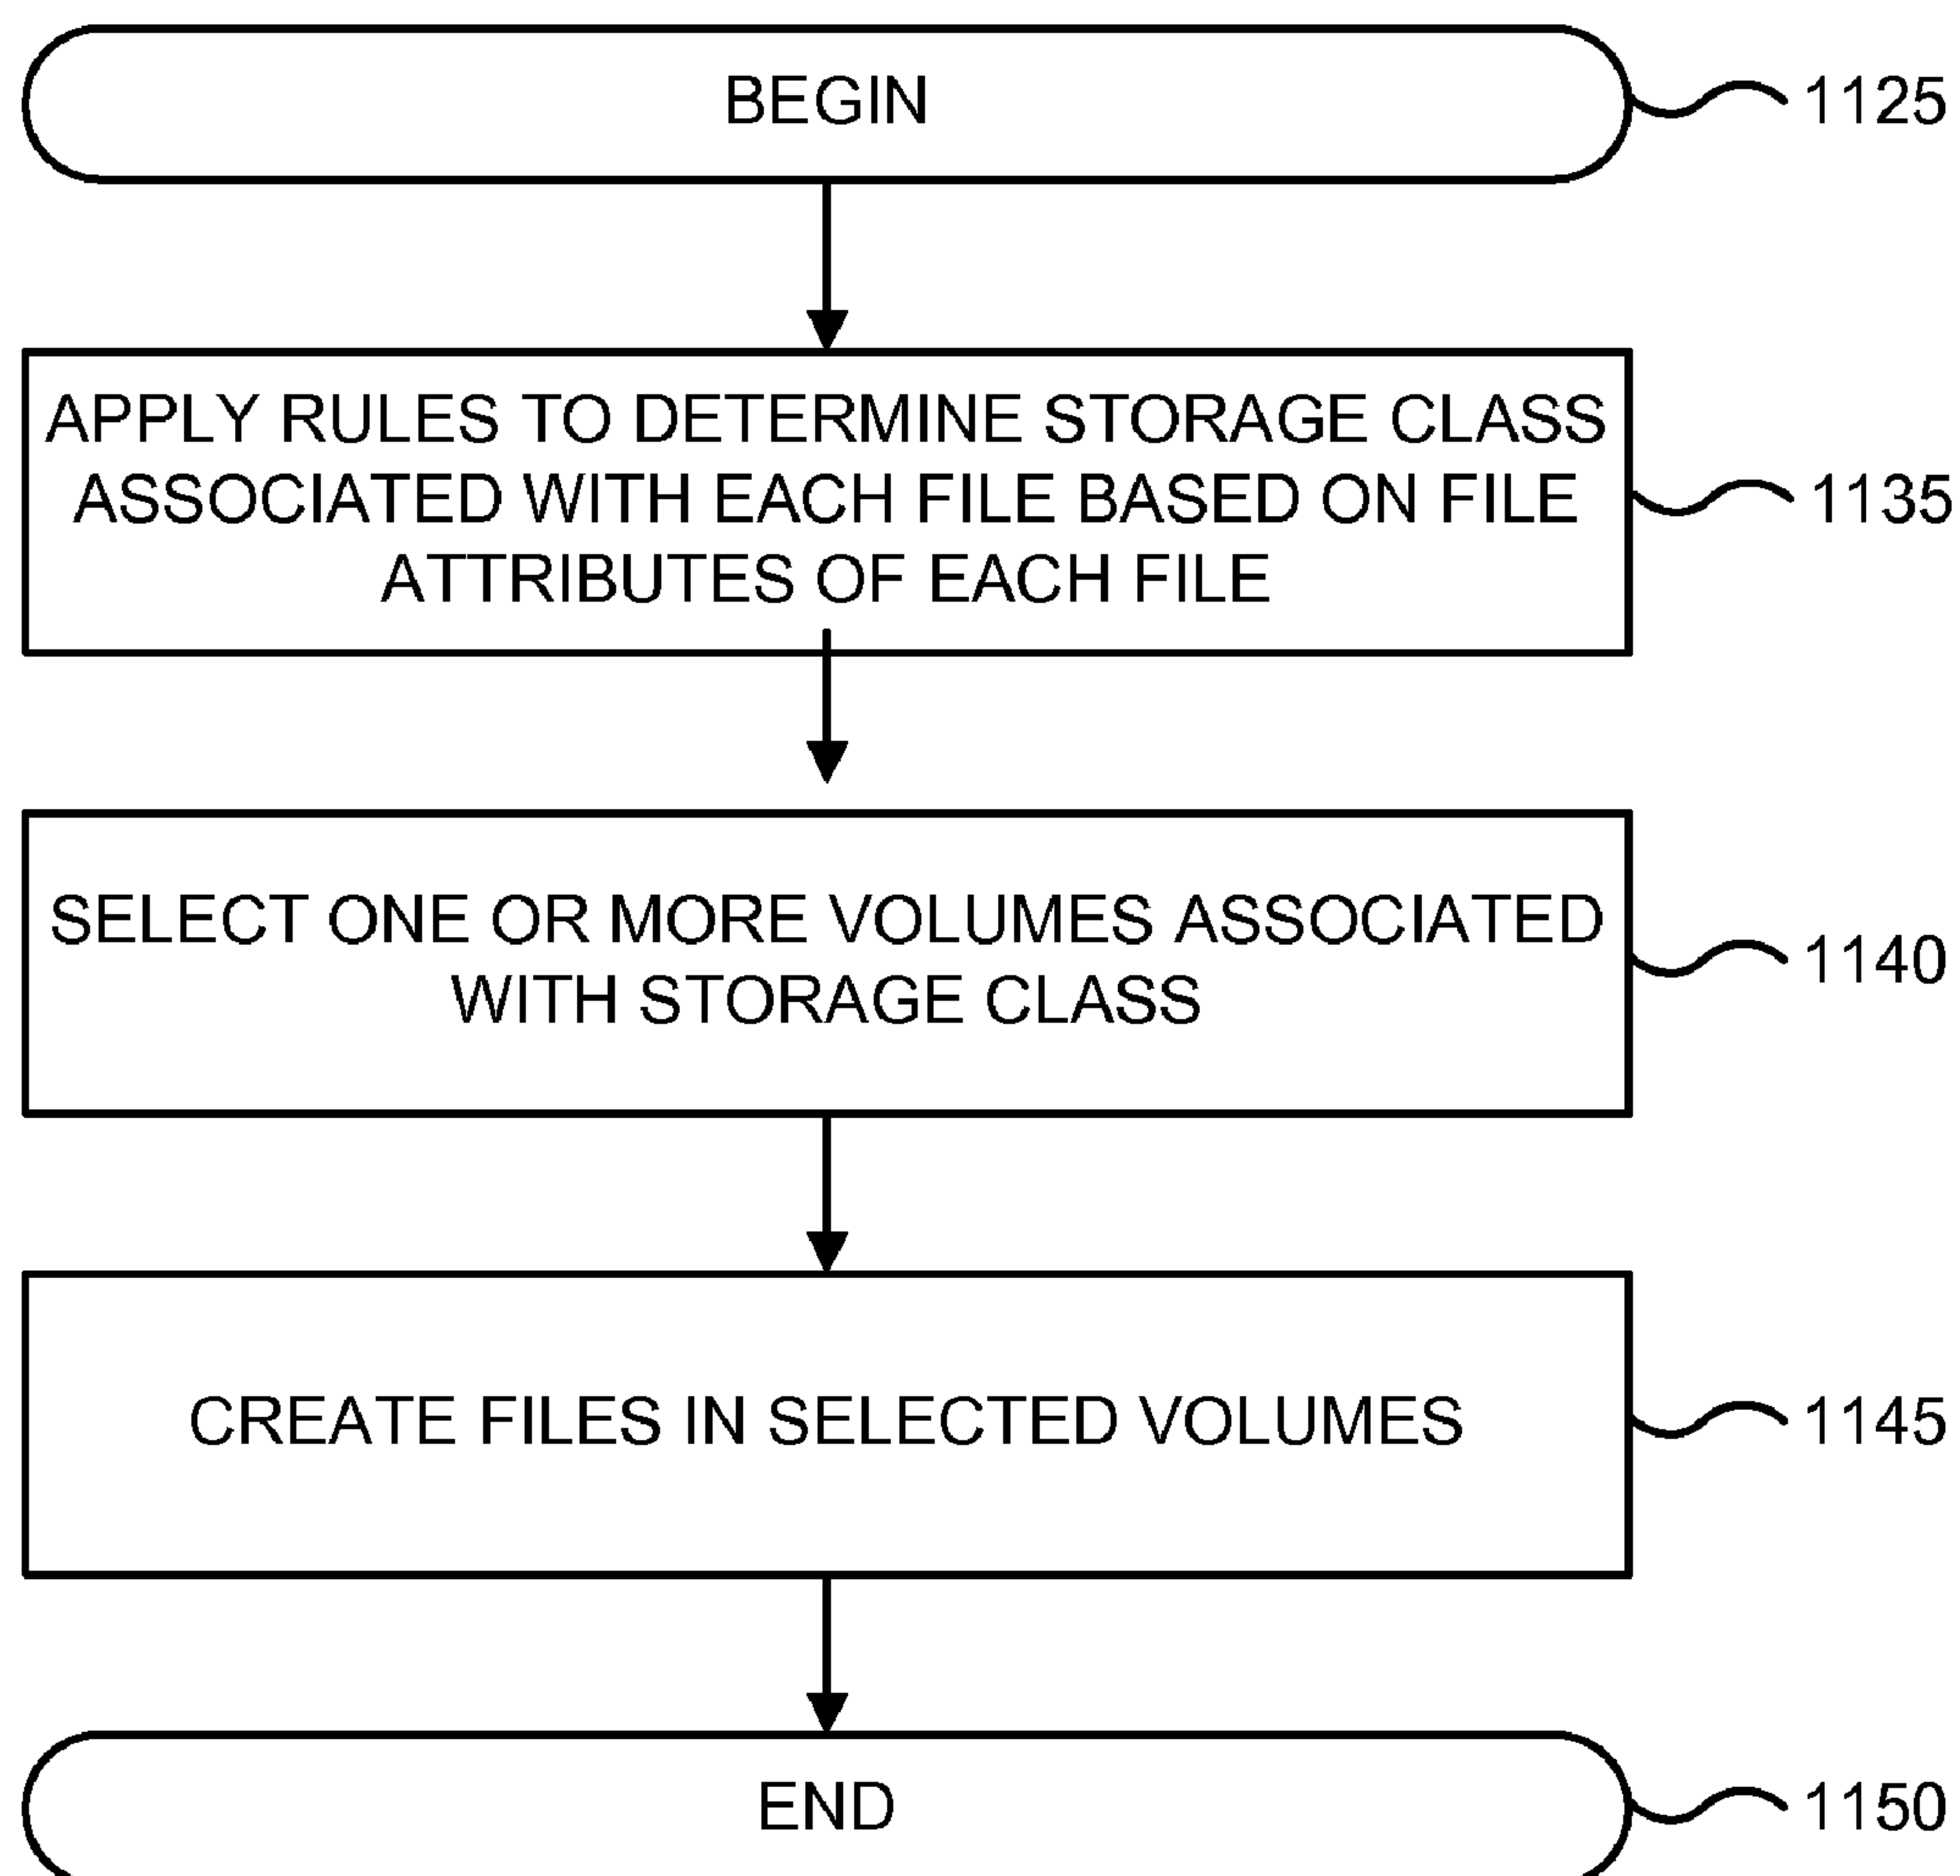 BEGIN
1125
APPLY RULES TO DETERMINE STORAGE CLASS
ASSOCIATED WITH EACH FILE BASED ON FILE
ATTRIBUTES OF EACH FILE
1135
SELECT ONE OR MORE VOLUMES ASSOCIATED
WITH STORAGE CLASS
1140
CREATE FILES IN SELECTED VOLUMES
1145
END
1150